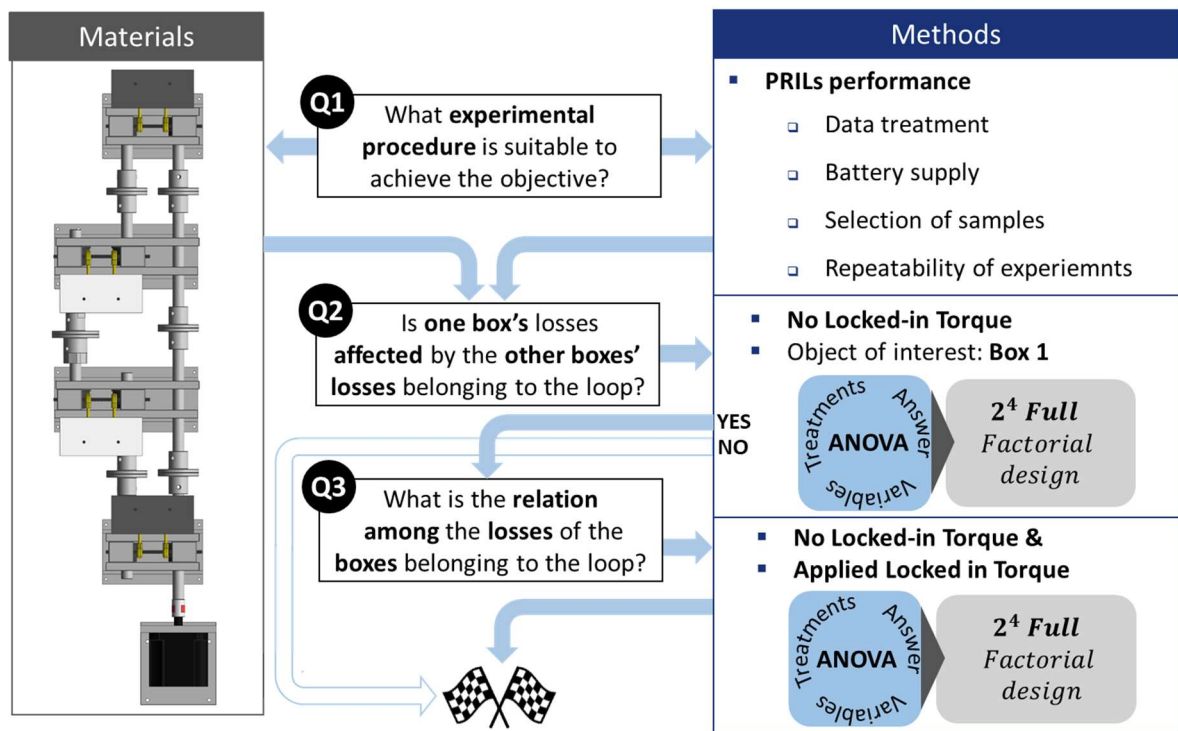 Materials
Q1
What experimental
procedure is suitable to
achieve the objective?
Q2
Is one box's losses
affected by the other boxes'
losses belonging to the loop?
YES
NO
Q3
What is the relation
among the losses of the
boxes belonging to the loop?
Methods
PRILs performance
Data treatment
Battery supply
Selection of samples
Repeatability of experiemnts
No Locked-in Torque
Object of interest: Box 1
Treatments
Answer
ANOVA
Variables
2⁴ Full
Factorial
design
No Locked-in Torque &
Applied Locked in Torque
Treatments
Answer
ANOVA
Variables
2⁴ Full
Factorial
design